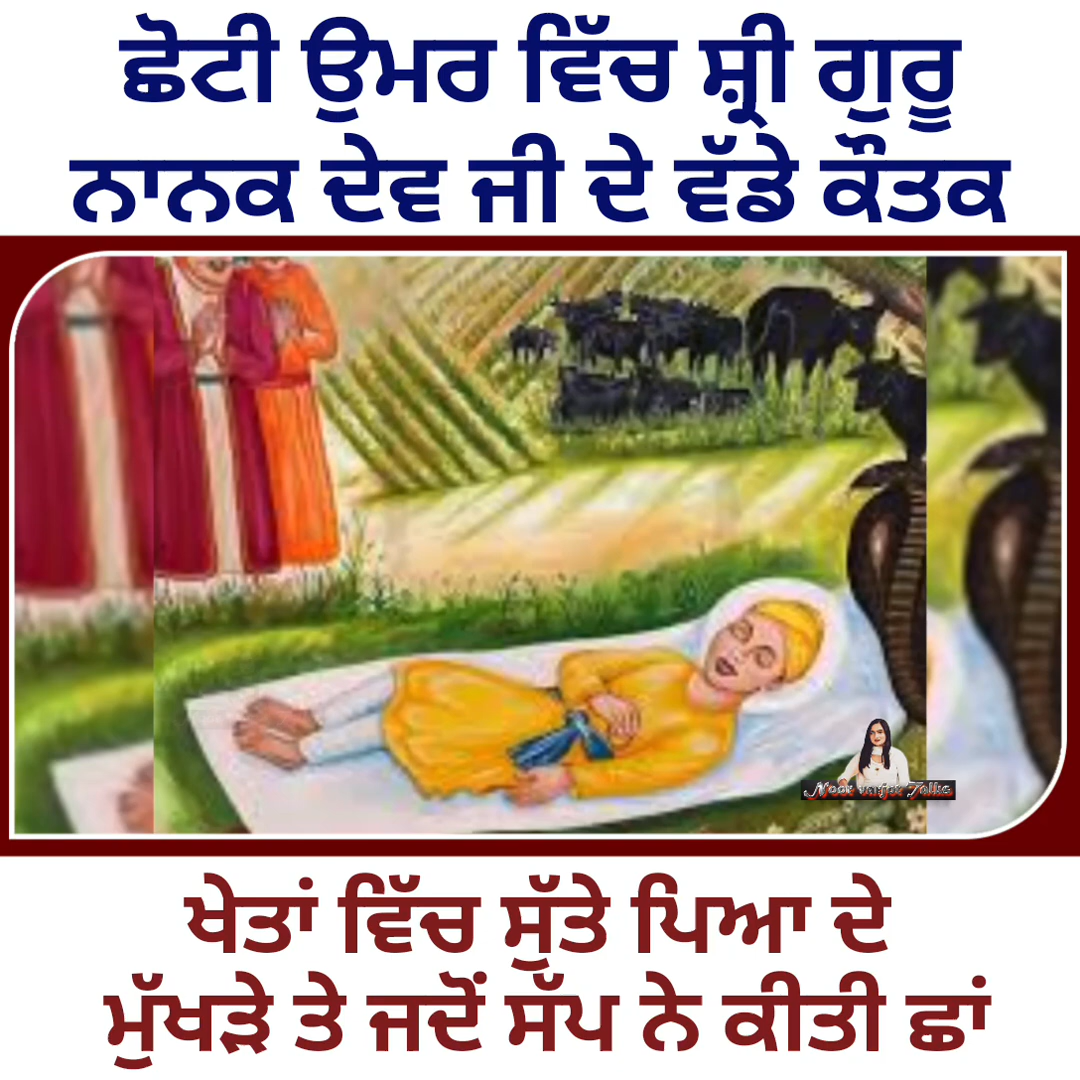 ਛੋਟੀ ਉਮਰ ਵਿੱਚ ਸ਼੍ਰੀ ਗੁਰੂ
ਨਾਨਕ ਦੇਵ ਜੀ ਦੇ ਵੱਡੇ ਕੌਤਕ
ਖੇਤਾਂ ਵਿੱਚ ਸੁੱਤੇ ਪਿਆ ਦੇ
ਮੁੱਖੜੇ ਤੇ ਜਦੋਂ ਸੱਪ ਨੇ ਕੀਤੀ ਛਾਂ